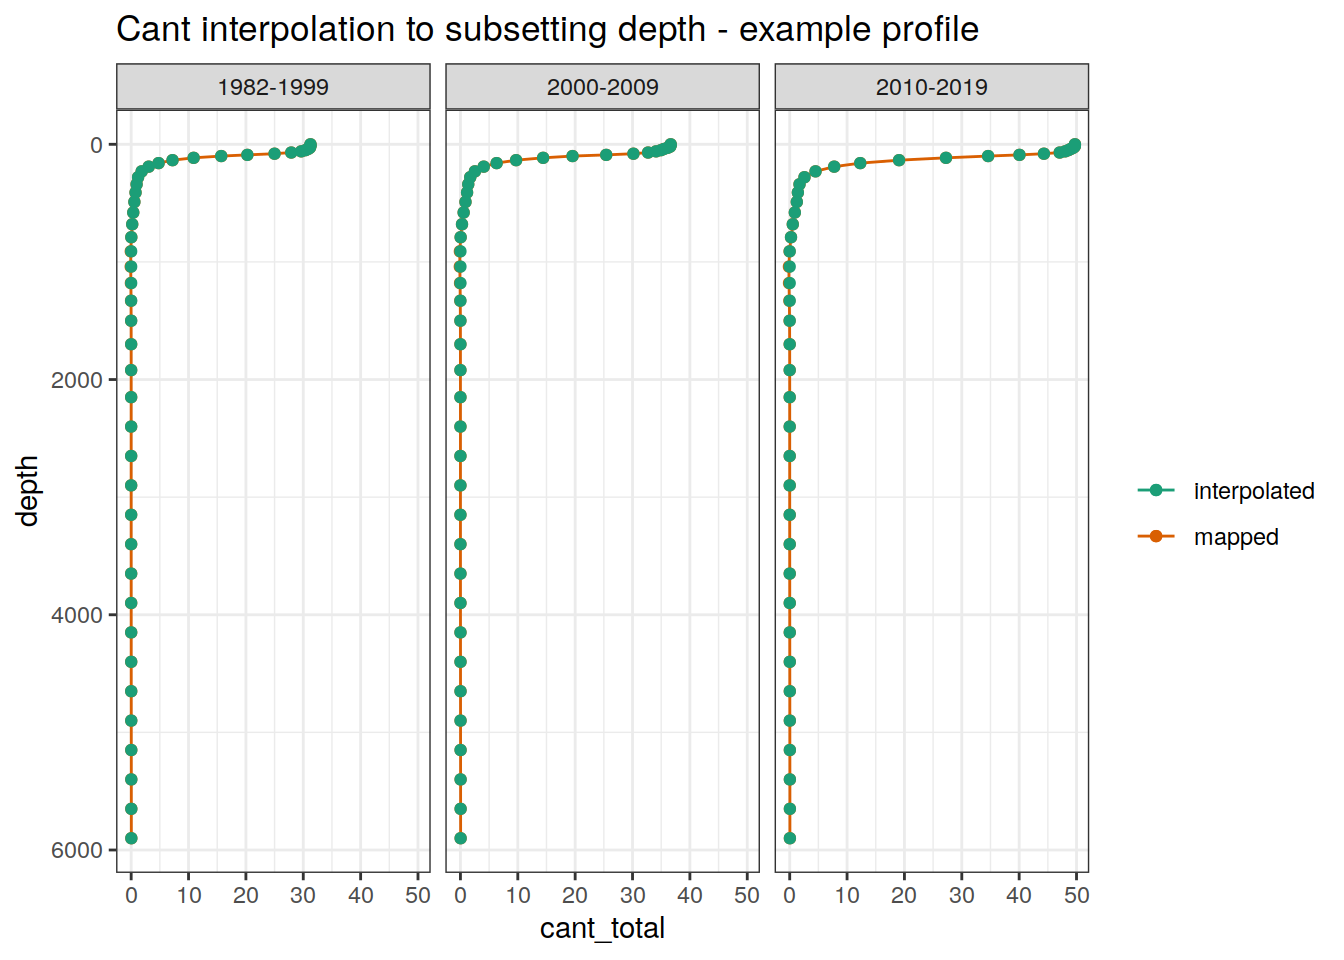 Cant interpolation to subsetting depth - example profile
1982-1999 2000-2009 2010-2019
0
2000
4000
6000
depth
0 10 20 30 40 50 0 10 20 30 40 50 0 10 20 30 40 50
cant_total
interpolated
mapped